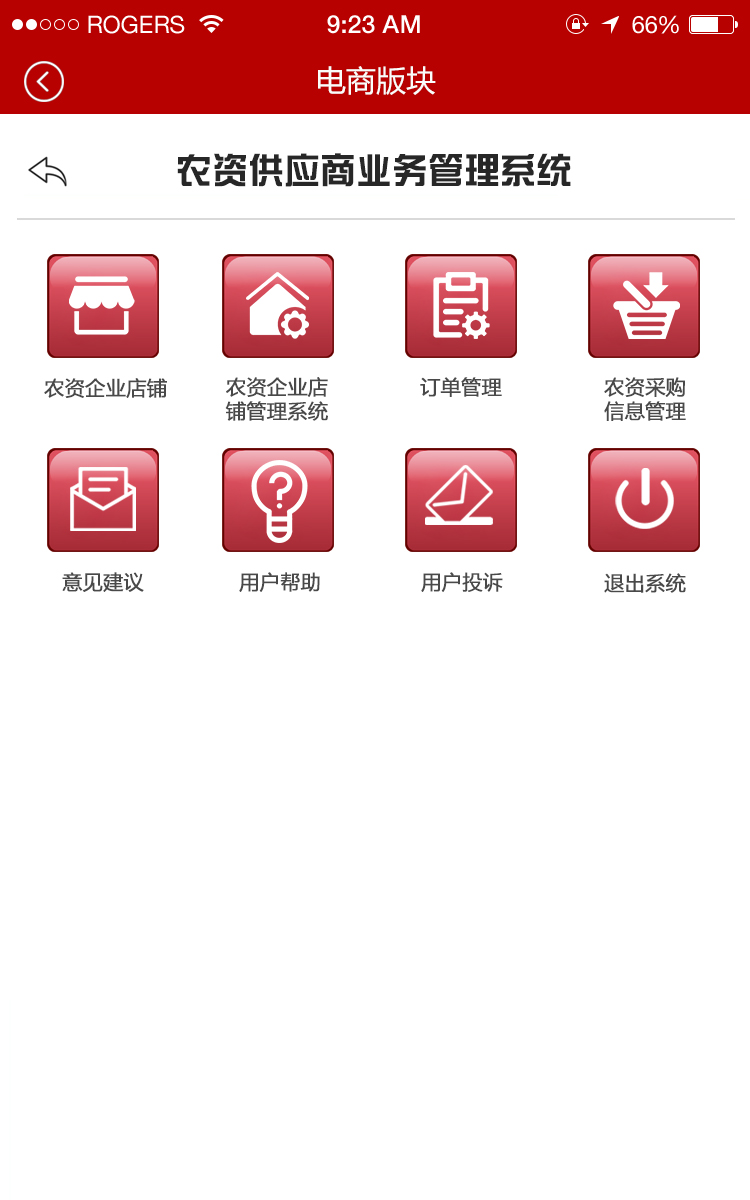 ROGERS 9:23 AM 66%
电商版块
农资供应商业务管理系统
农资企业店铺 农资企业店 订单管理 农资采购
铺管理系统 信息管理
意见建议 用户帮助 用户投诉 退出系统